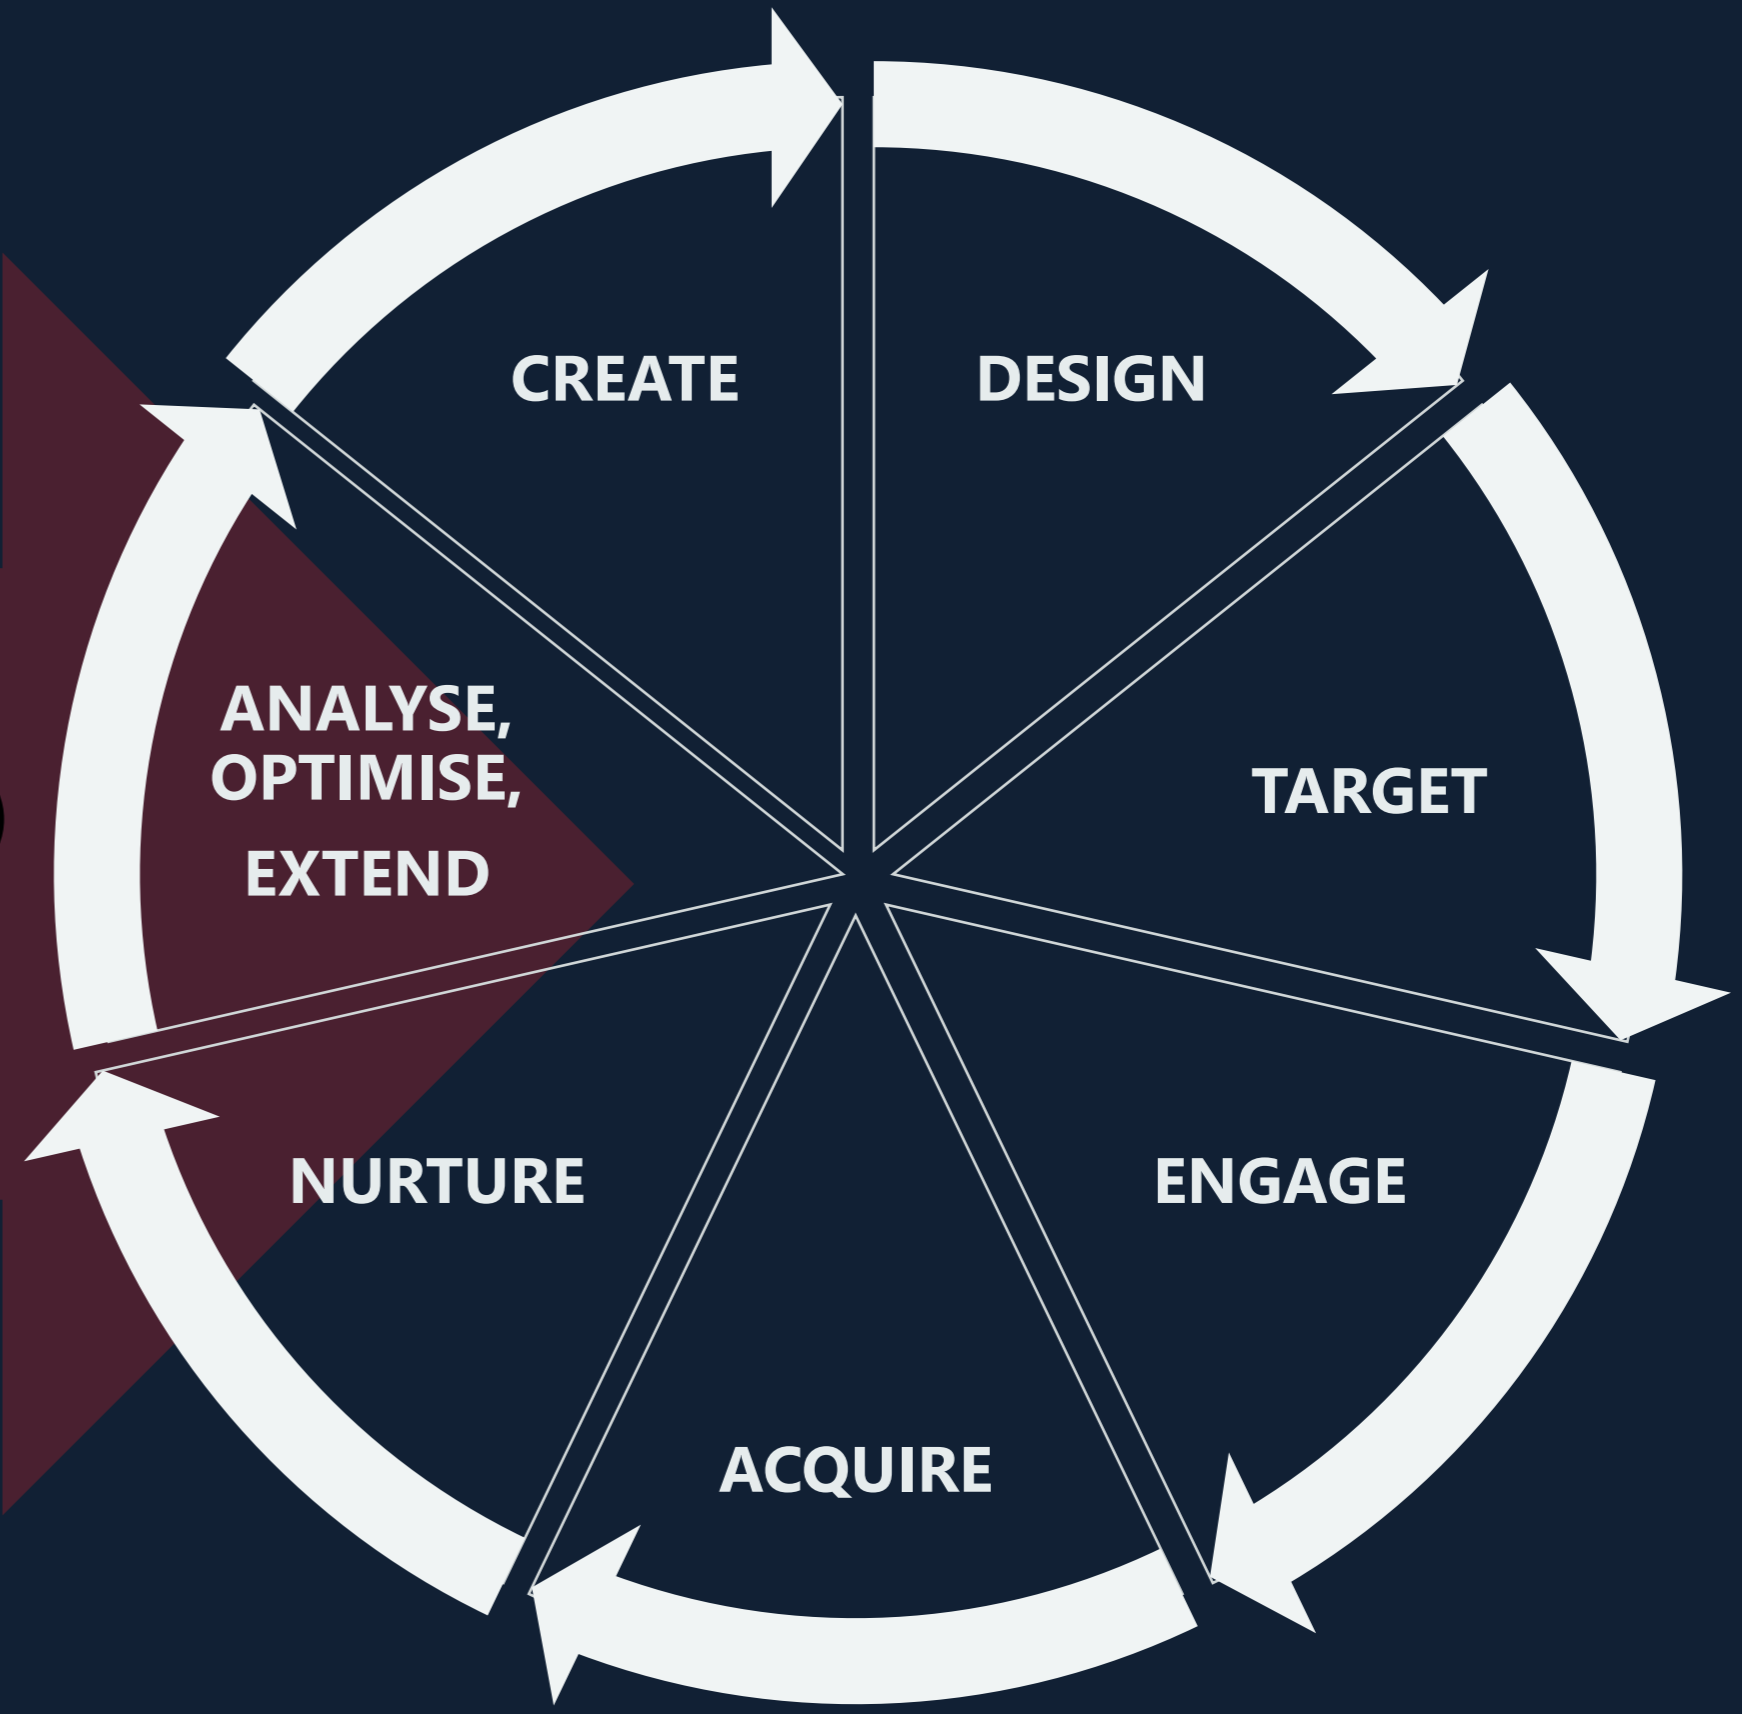 CREATE
DESIGN
ANALYSE,
OPTIMISE,
EXTEND
TARGET
NURTURE
ENGAGE
ACQUIRE